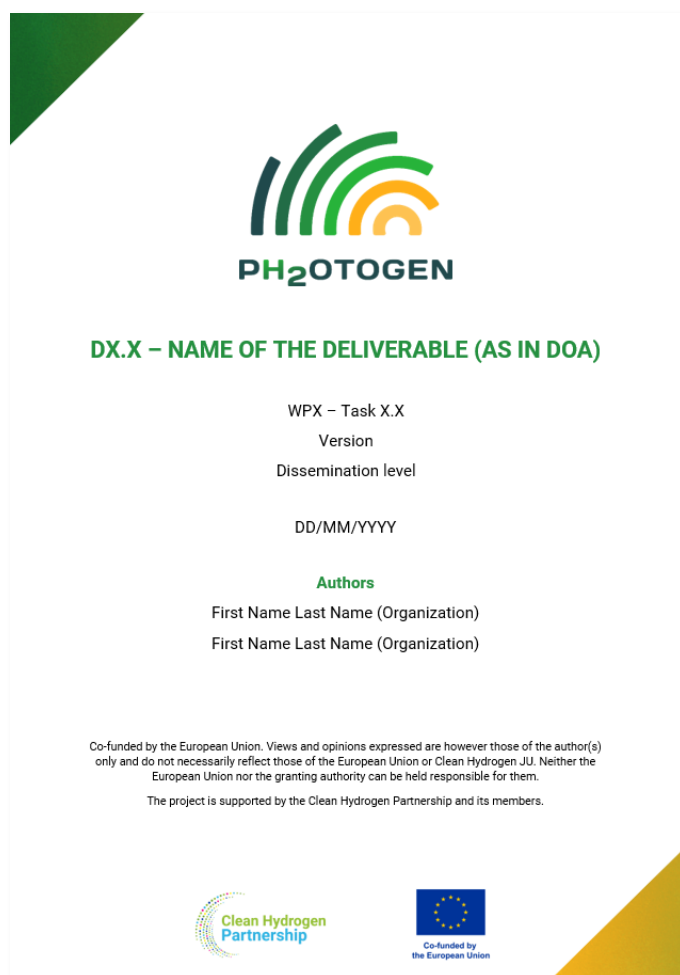 PH2OTOGEN
DX.X – NAME OF THE DELIVERABLE (AS IN DOA)
WPX – Task X.X
Version
Dissemination level
DD/MM/YYYY
Authors
First Name Last Name (Organization)
First Name Last Name (Organization)
Co-funded by the European Union. Views and opinions expressed are however those of the author(s)
only and do not necessarily reflect those of the European Union or Clean Hydrogen JU. Neither the
European Union nor the granting authority can be held responsible for them.
The project is supported by the Clean Hydrogen Partnership and its members.
Clean Hydrogen
Partnership
Co-funded by
the European Union